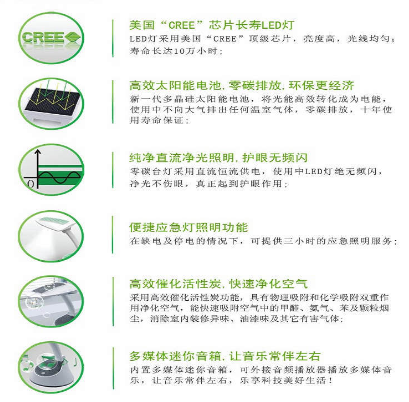 CREE
美国“CREE”芯片长寿LED灯
LED灯采用美国“CREE”顶级芯片，亮度高，光线均匀；
寿命长达10万小时；
高效太阳能电池，零碳排放，环保更经济
新一代多晶硅太阳能电池，将光能高效转化成为电能，
使用中不向大气排出任何温室气体，零碳排放，十年使
用寿命保证；
纯净直流净光照明，护眼无频闪
零碳台灯采用直流恒流供电，使用中LED灯绝无频闪，
净光不伤眼，真正起到护眼作用；
便捷应急灯照明功能
在缺电及停电的情况下，可提供三小时的应急照明服务；
高效催化活性炭，快速净化空气
采用高效催化活性炭功能，具有物理吸附和化学吸附双重作
用净化空气，能快速吸附空气中的甲醛、氨气、苯及颗粒烟
尘，消除室内装修异味、油漆味及其它有害气体；
多媒体迷你音箱，让音乐常伴左右
内置多媒体迷你音箱，可外接音频播放器播放多媒体音
乐，让音乐常伴左右，乐享科技美好生活！